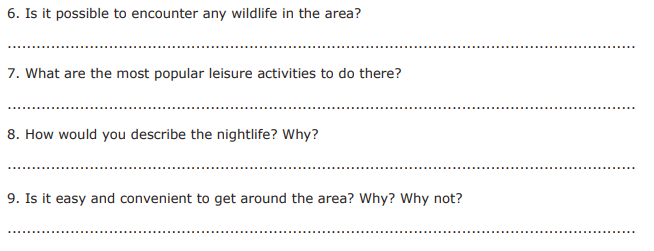 6. Is it possible to encounter any wildlife in the area?
................................................................................................................................
7. What are the most popular leisure activities to do there?
................................................................................................................................
8. How would you describe the nightlife? Why?
................................................................................................................................
9. Is it easy and convenient to get around the area? Why? Why not?
................................................................................................................................